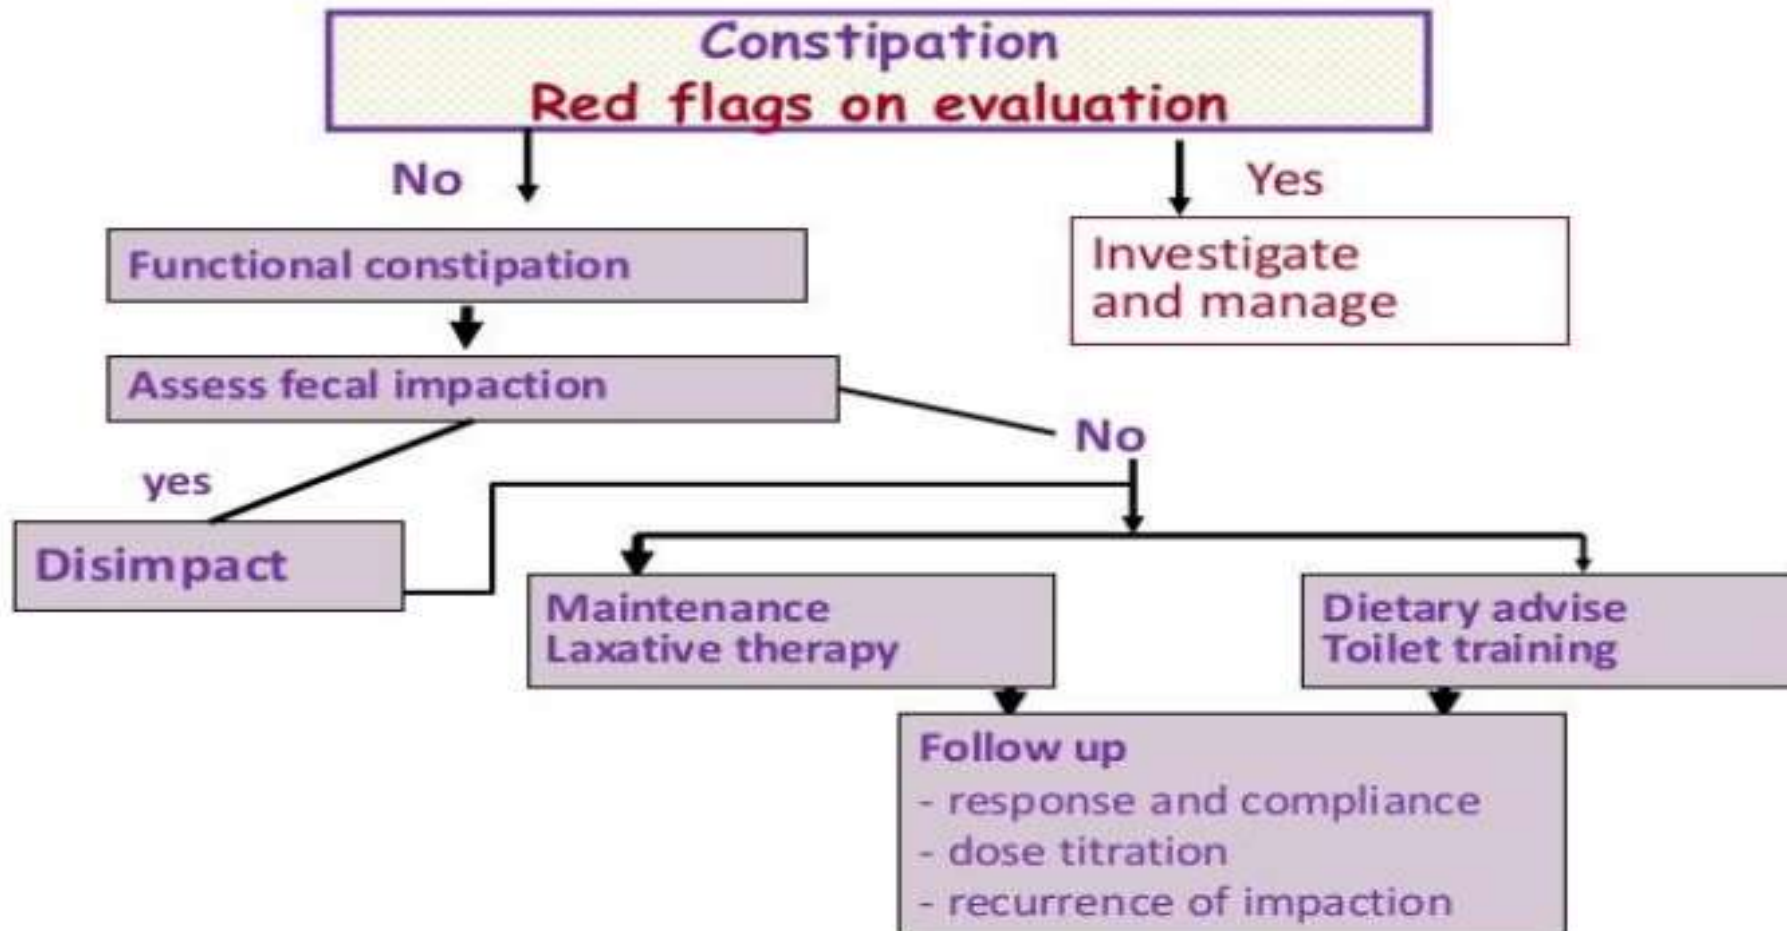 Constipation
Red flags on evaluation
No
Yes
Functional constipation
Investigate
and manage
Assess fecal impaction
No
yes
Disimpact
Maintenance
Laxative therapy
Dietary advise
Toilet training
Follow up
- response and compliance
- dose titration
- recurrence of impaction